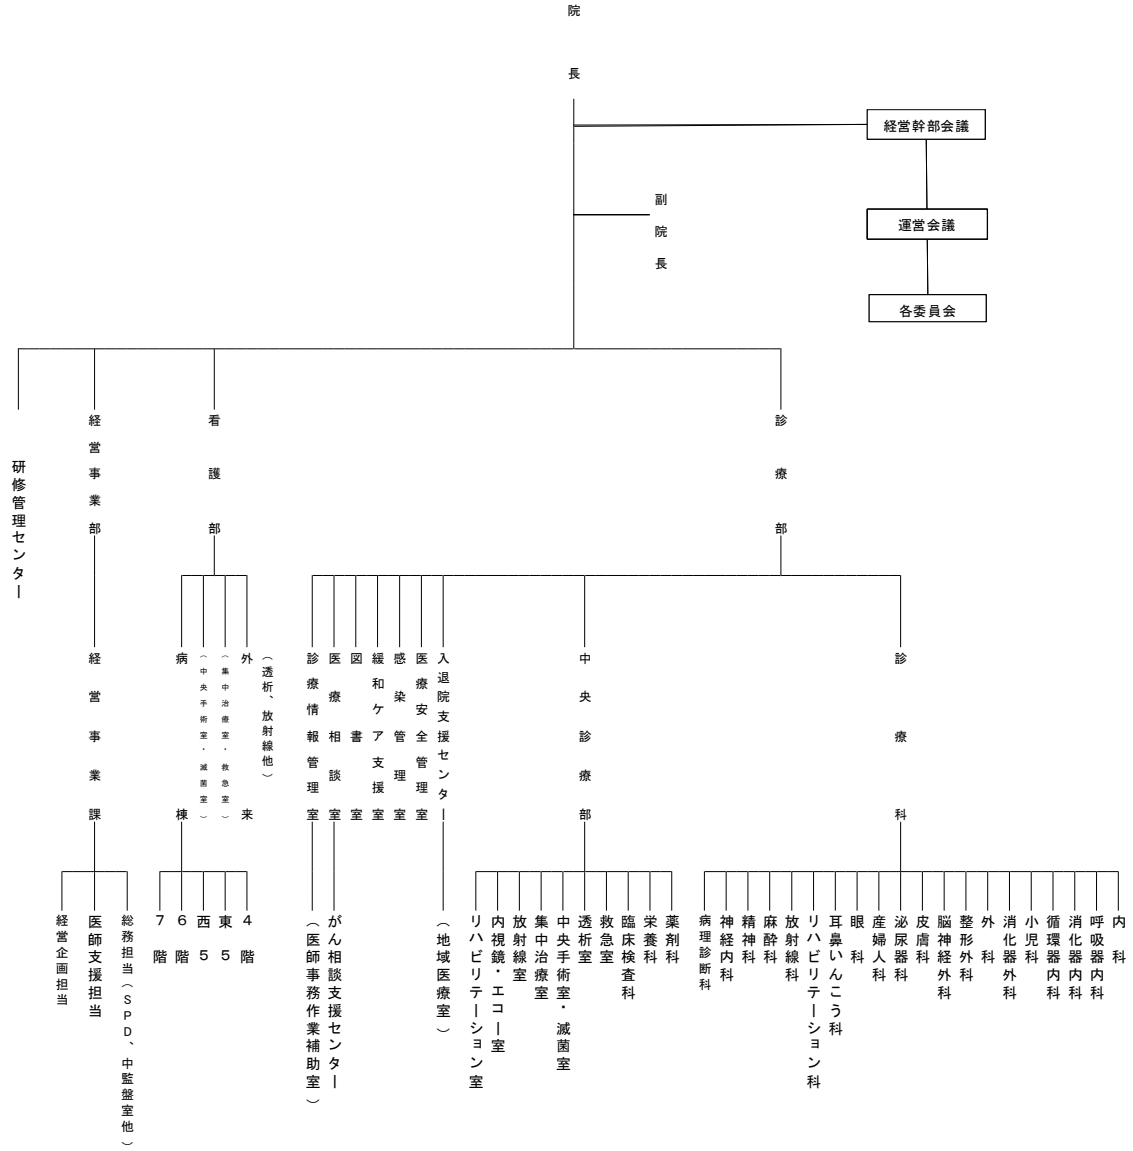 院長
経営幹部会議
副院長
運営会議
各委員会
診療部
看護部
経営事業部
研修管理センター
診療科
中央診療部
入退院支援センター
医療安全管理室
感染管理室
緩和ケア支援室
図書室
医療相談室
診療情報管理室
（透析、放射線他）
外来
（集中治療室・救急室）
（中央手術室・滅菌室）
病棟
経営事業課
内科
呼吸器内科
消化器内科
循環器内科
小児科
消化器外科
外科
整形外科
脳神経外科
皮膚科
泌尿器科
産婦人科
眼科
耳鼻いんこう科
リハビリテーション科
放射線科
麻酔科
精神科
神経内科
病理診断科
薬剤科
栄養科
臨床検査科
救急室
透析室
中央手術室・滅菌室
集中治療室
放射線室
内視鏡・エコー室
リハビリテーション室
（地域医療室）
がん相談支援センター
（医師事務作業補助室）
４階
東５
西５
６階
７階
総務担当（ＳＰＤ、中監盤室他）
医師支援担当
経営企画担当